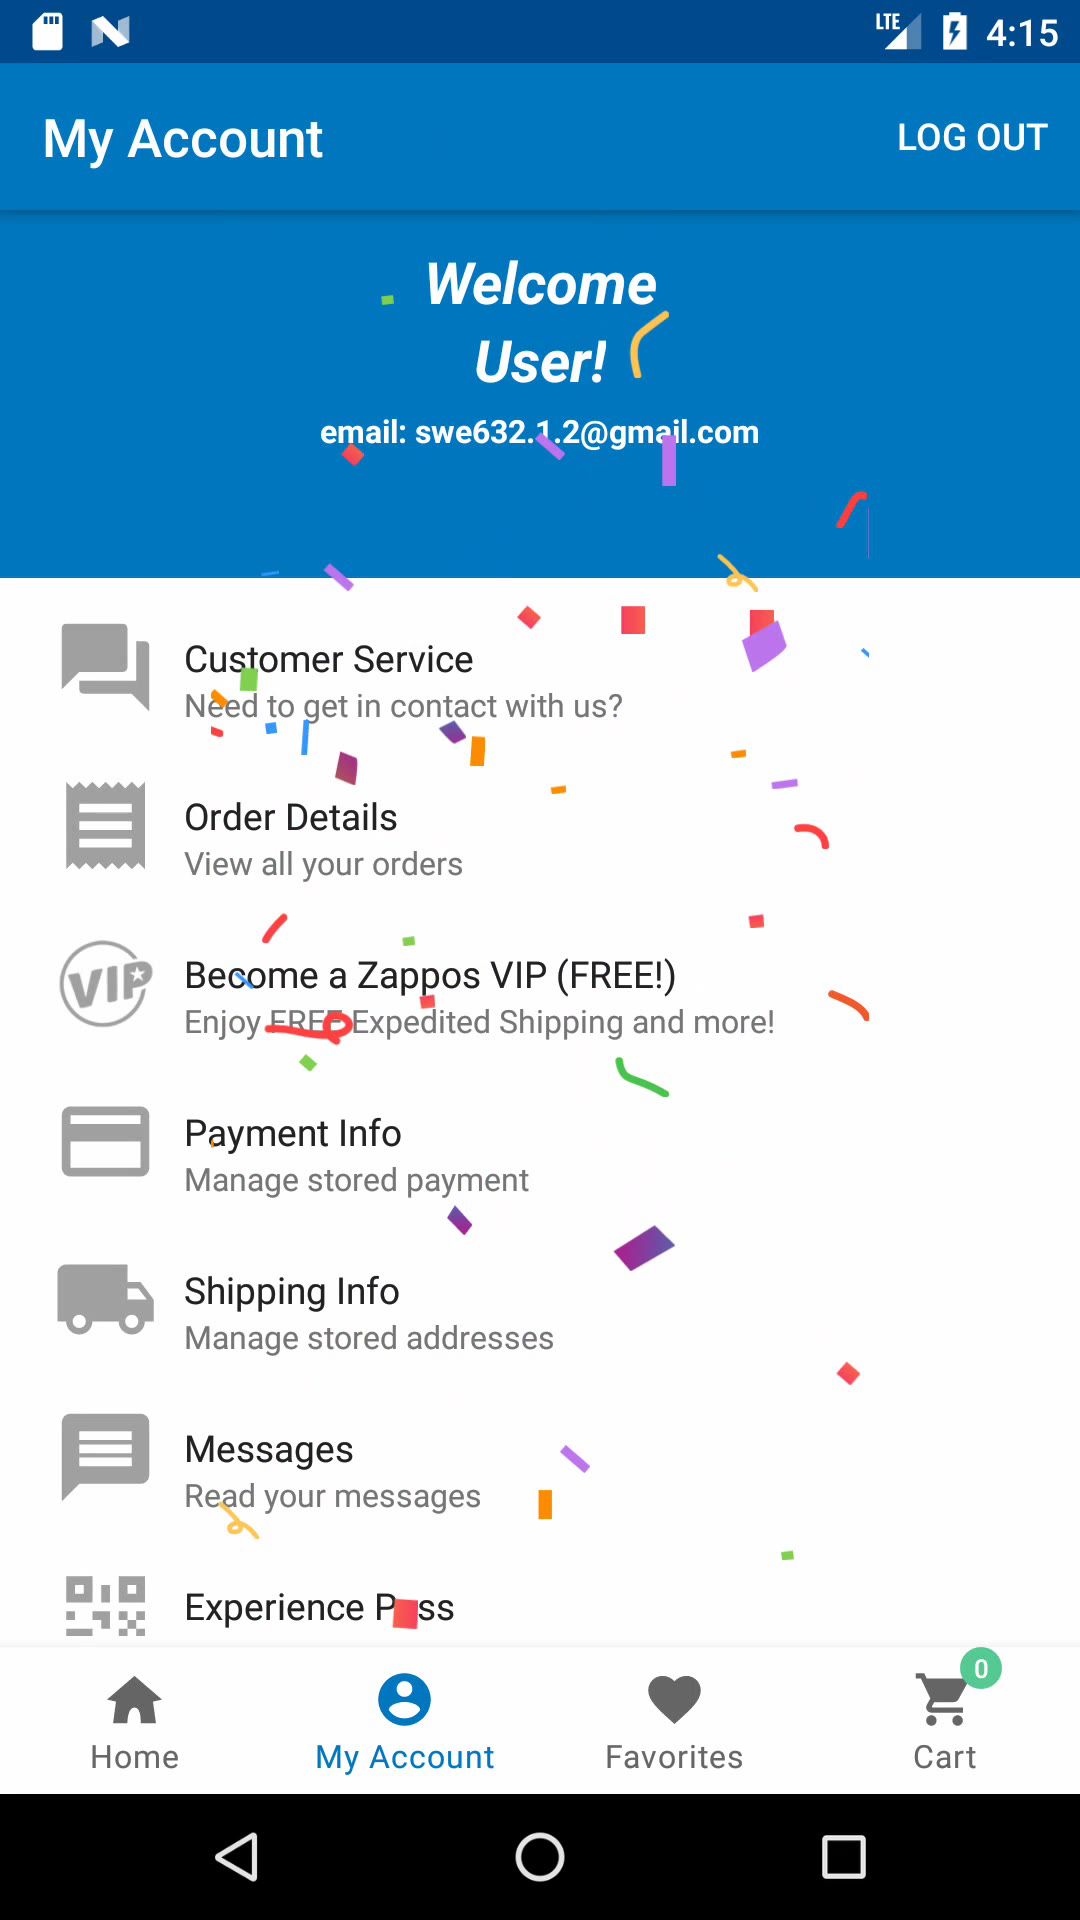 LTE 4:15
My Account LOG OUT
Welcome
User!
email: swe632.1.2@gmail.com
Customer Service
Need to get in contact with us?
Order Details
View all your orders
VIP
Become a Zappos VIP (FREE!)
Enjoy FREE Expedited Shipping and more!
Payment Info
Manage stored payment
Shipping Info
Manage stored addresses
Messages
Read your messages
Experience Pass
0
Home My Account Favorites Cart